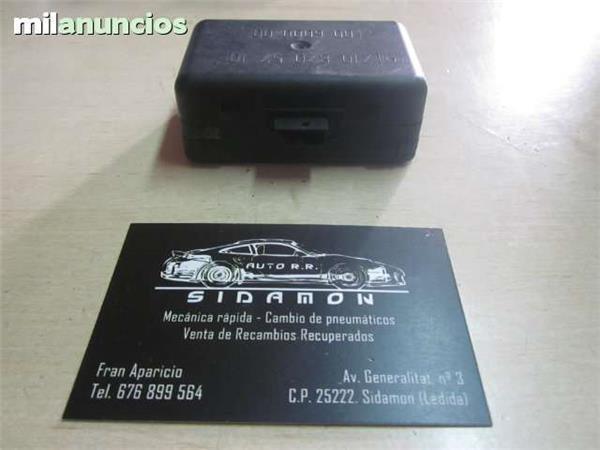 milanuncios
AUTO R.R.
SIDAMON
Mecánica rápida - Cambio de pneumáticos
Venta de Recambios Recuperados
Fran Aparicio
Tel. 676 899 564
Av. Generalitat, nº 3
C.P. 25222. Sidamon (Lleida)